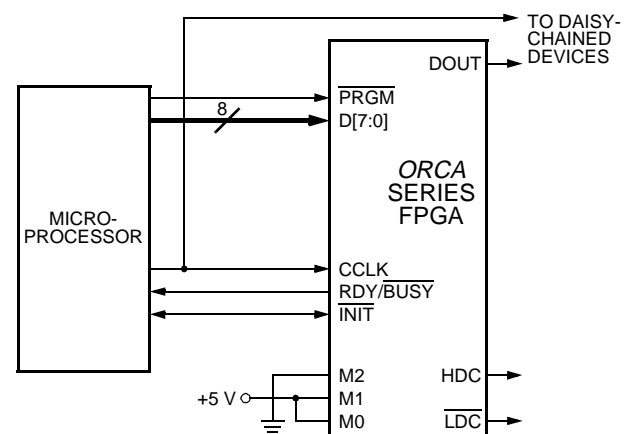 TO DAISY-
CHAINED
DEVICES
DOUT
PRGM
8
D[7:0]
ORCA
SERIES
FPGA
MICRO-
PROCESSOR
CCLK
RDY/BUSY
INIT
M2
HDC
+5 V
M1
M0
LDC